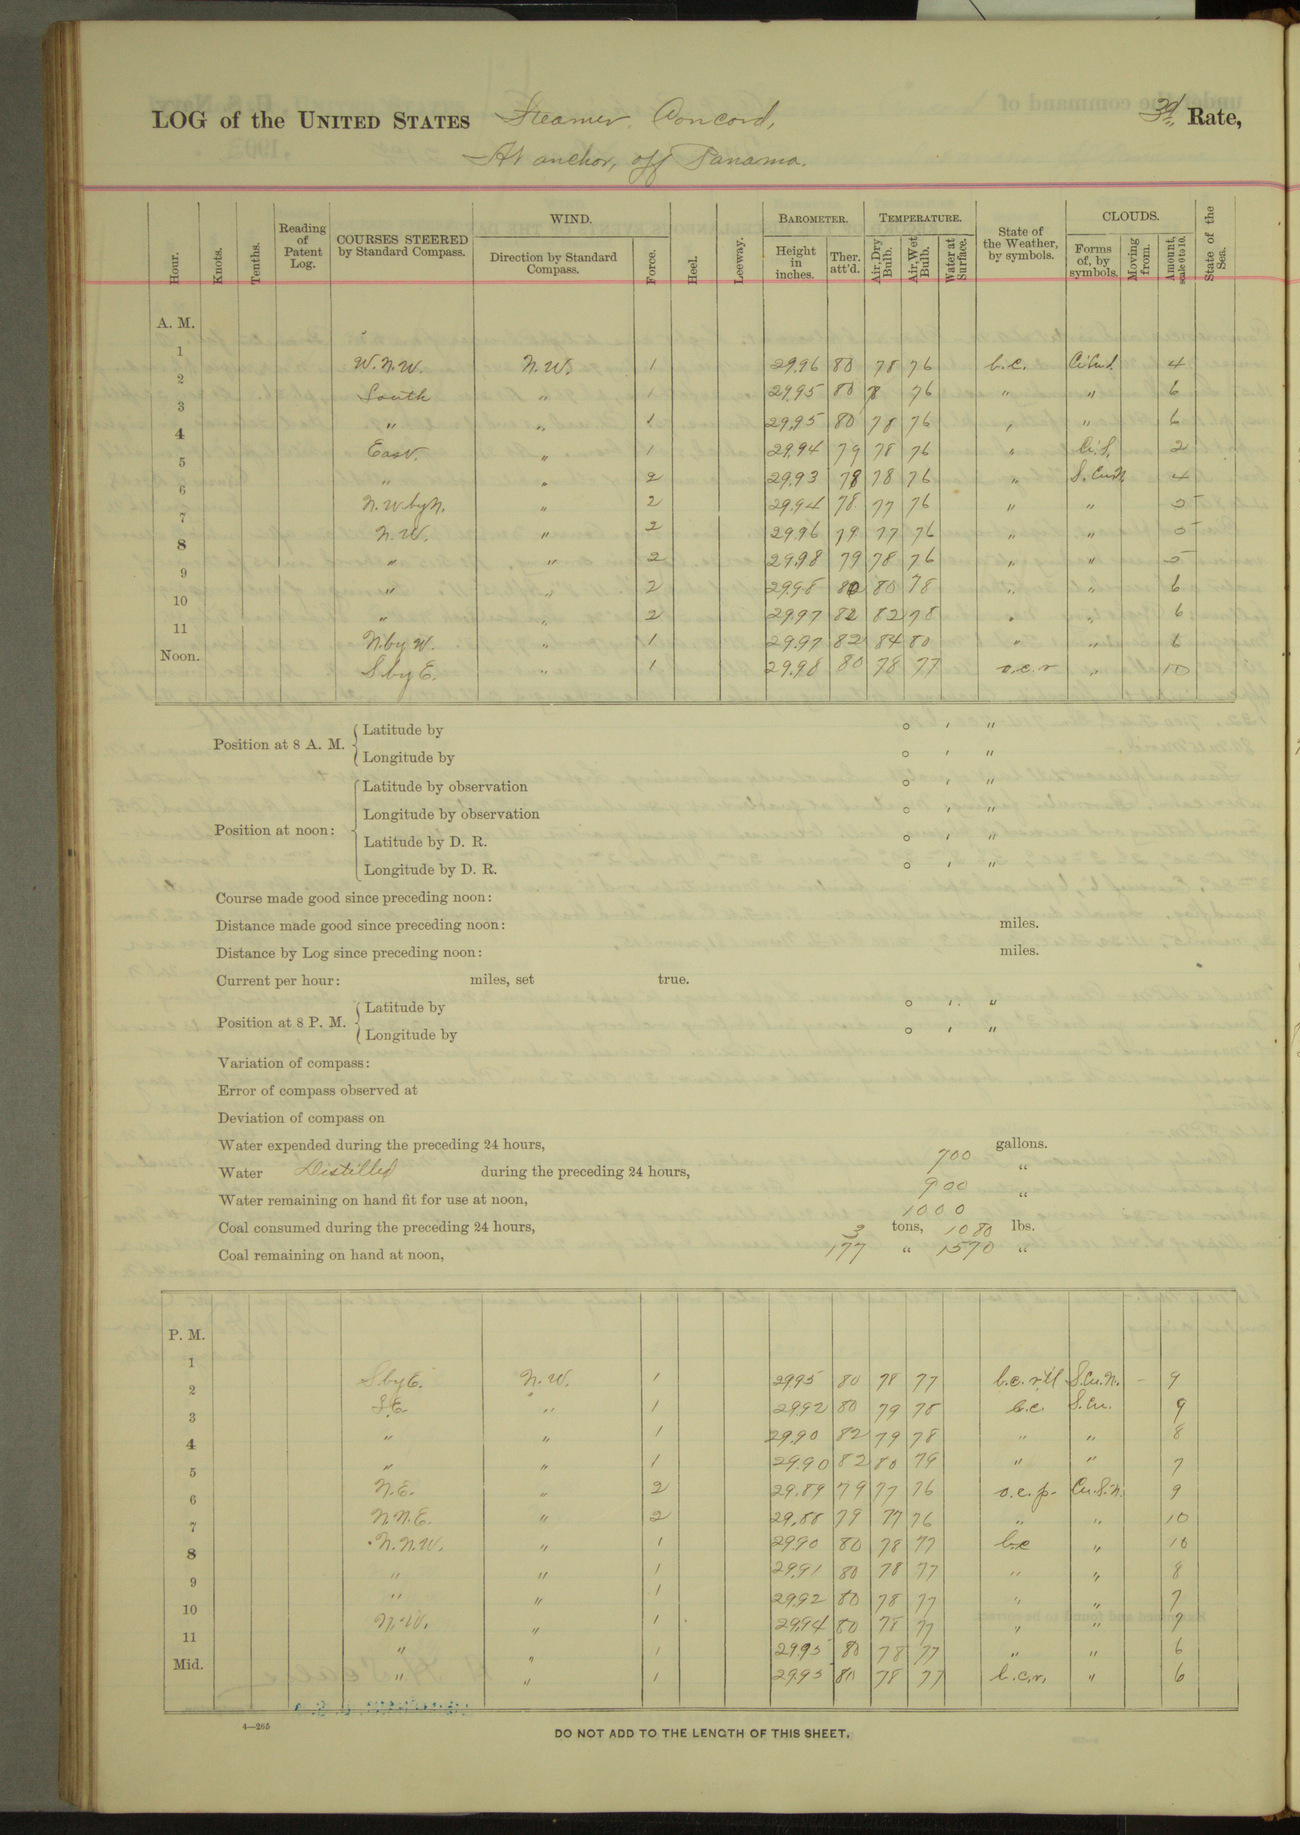 LOG of the UNITED STATES Steamer Concord, 3d Rate,
At anchor, off Panama.
Hour. Knots. Tenths. Reading of Patent Log. COURSES STEERED by Standard Compass. WIND. Direction by Standard Compass. Force. Heel. Leeway. BAROMETER. Height in inches. Ther. att'd. TEMPERATURE. Air, Dry Bulb. Air, Wet Bulb. Water at Surface. State of the Weather, by symbols. CLOUDS. Forms of, by symbols. Moving from. Amount, scale 0 to 10. State of the Sea.
A. M.
1 W.N.W. N.W. 1 29.96 80 78 76 b.c. 4
2 South " 1 29.95 80 78 76 " " 6
3 " " 1 29.95 80 78 76 " " 6
4 East. " 1 29.94 79 78 76 " Ci.S. 2
5 " " 2 29.93 78 78 76 " S.Cu.N. 4
6 N.W. by N. " 2 29.94 78 77 76 " " 5
7 N.W. " 2 29.96 79 77 76 " " 5
8 " " 2 29.98 79 78 76 " " 5
9 " " 2 29.98 80 80 78 " " 6
10 " " 2 29.97 82 82 78 " " 6
11 N. by W. " 1 29.97 82 84 80 " " 6
Noon. S. by E. " 1 29.98 80 78 77 o.c.r " 10
Position at 8 A. M. Latitude by ° ′ ″
Longitude by ° ′ ″
Position at noon: Latitude by observation ° ′ ″
Longitude by observation ° ′ ″
Latitude by D. R. ° ′ ″
Longitude by D. R. ° ′ ″
Course made good since preceding noon:
Distance made good since preceding noon: miles.
Distance by Log since preceding noon: miles.
Current per hour: miles, set true.
Position at 8 P. M. Latitude by ° ′ ″
Longitude by ° ′ ″
Variation of compass:
Error of compass observed at
Deviation of compass on
Water expended during the preceding 24 hours, 700 gallons.
Water Distilled during the preceding 24 hours, 900 "
Water remaining on hand fit for use at noon, 1000 "
Coal consumed during the preceding 24 hours, 3 tons, 1080 lbs.
Coal remaining on hand at noon, 177 " 1570 "
P. M.
1 S. by E. N.W. 1 29.95 80 78 77 b.c. S.Cu.N. - 9
2 S.E. " 1 29.92 80 79 78 b.c. S.Cu. 9
3 " " 1 29.90 82 79 78 " " 8
4 " " 1 29.90 82 80 79 " " 7
5 N.E. " 2 29.89 79 77 76 o.c.p. Cu.S.N. 9
6 N.N.E. " 2 29.88 79 77 76 " " 10
7 N.N.W. " 1 29.90 80 78 77 b.c " 10
8 " " 1 29.91 80 78 77 " " 8
9 " " 1 29.92 80 78 77 " " 7
10 N.W. " 1 29.94 80 78 77 " " 7
11 " " 1 29.95 80 78 77 " " 6
Mid. " " 1 29.95 80 78 77 b.c.r. " 6
4—265
DO NOT ADD TO THE LENGTH OF THIS SHEET.